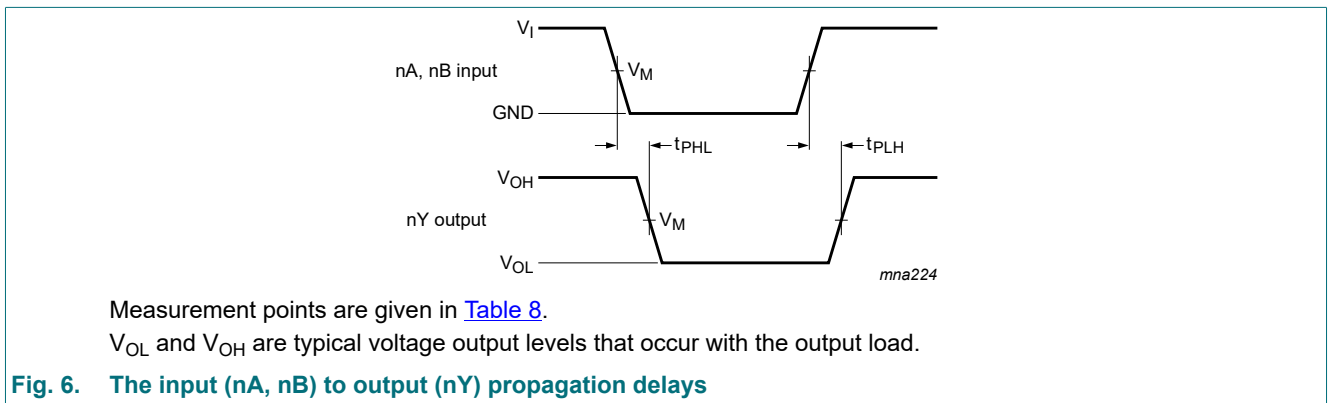 VI
nA, nB input
VM
GND
tPHL
tPLH
VOH
nY output
VM
VOL
mna224
Measurement points are given in Table 8.
VOL and VOH are typical voltage output levels that occur with the output load.
Fig. 6. The input (nA, nB) to output (nY) propagation delays